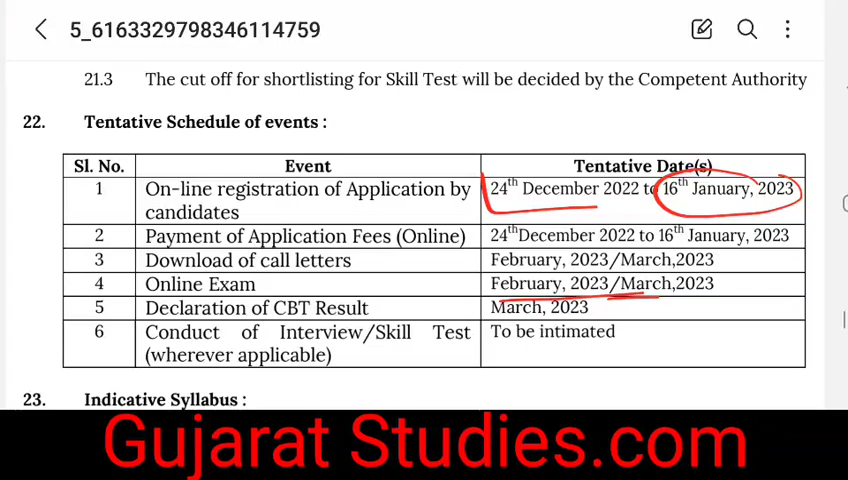 5_6163329798346114759
21.3 The cut off for shortlisting for Skill Test will be decided by the Competent Authority
22. Tentative Schedule of events :
Sl. No. Event Tentative Date(s)
1 On-line registration of Application by candidates 24th December 2022 to 16th January, 2023
2 Payment of Application Fees (Online) 24thDecember 2022 to 16th January, 2023
3 Download of call letters February, 2023/March,2023
4 Online Exam February, 2023/March,2023
5 Declaration of CBT Result March, 2023
6 Conduct of Interview/Skill Test (wherever applicable) To be intimated
23. Indicative Syllabus :
Gujarat Studies.com